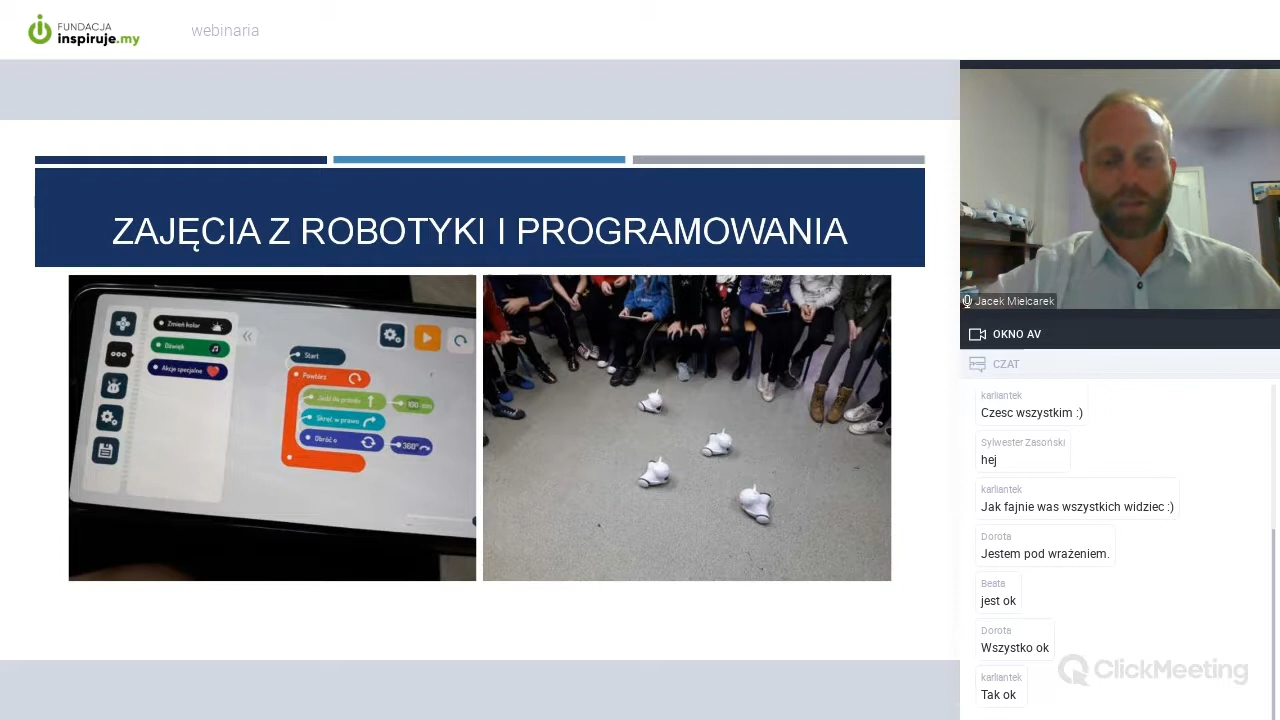 FUNDACJA
inspiruje.my
webinaria
ZAJĘCIA Z ROBOTYKI I PROGRAMOWANIA
Zmień kolor
Dźwięk
Akcje specjalne
Start
Powtórz
Jedź do przodu
100 cm
Skręć w prawo
Obróć o
360°
Jacek Mielcarek
OKNO AV
CZAT
karliantek
Czesc wszystkim :)
Sylwester Zasoński
hej
karliantek
Jak fajnie was wszystkich widziec :)
Dorota
Jestem pod wrażeniem.
Beata
jest ok
Dorota
Wszystko ok
karliantek
Tak ok
ClickMeeting